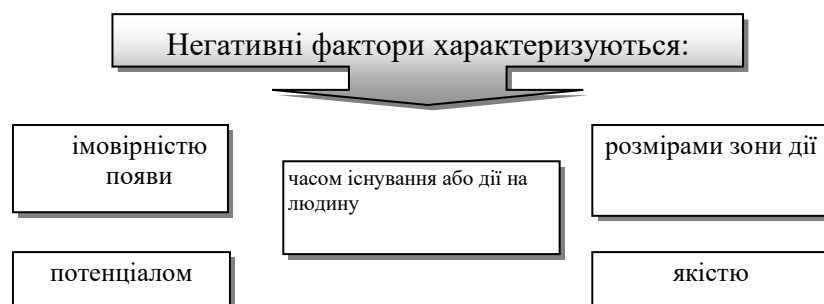 Негативні фактори характеризуються:
імовірністю
появи
часом існування або дії на
людину
розмірами зони дії
потенціалом
якістю